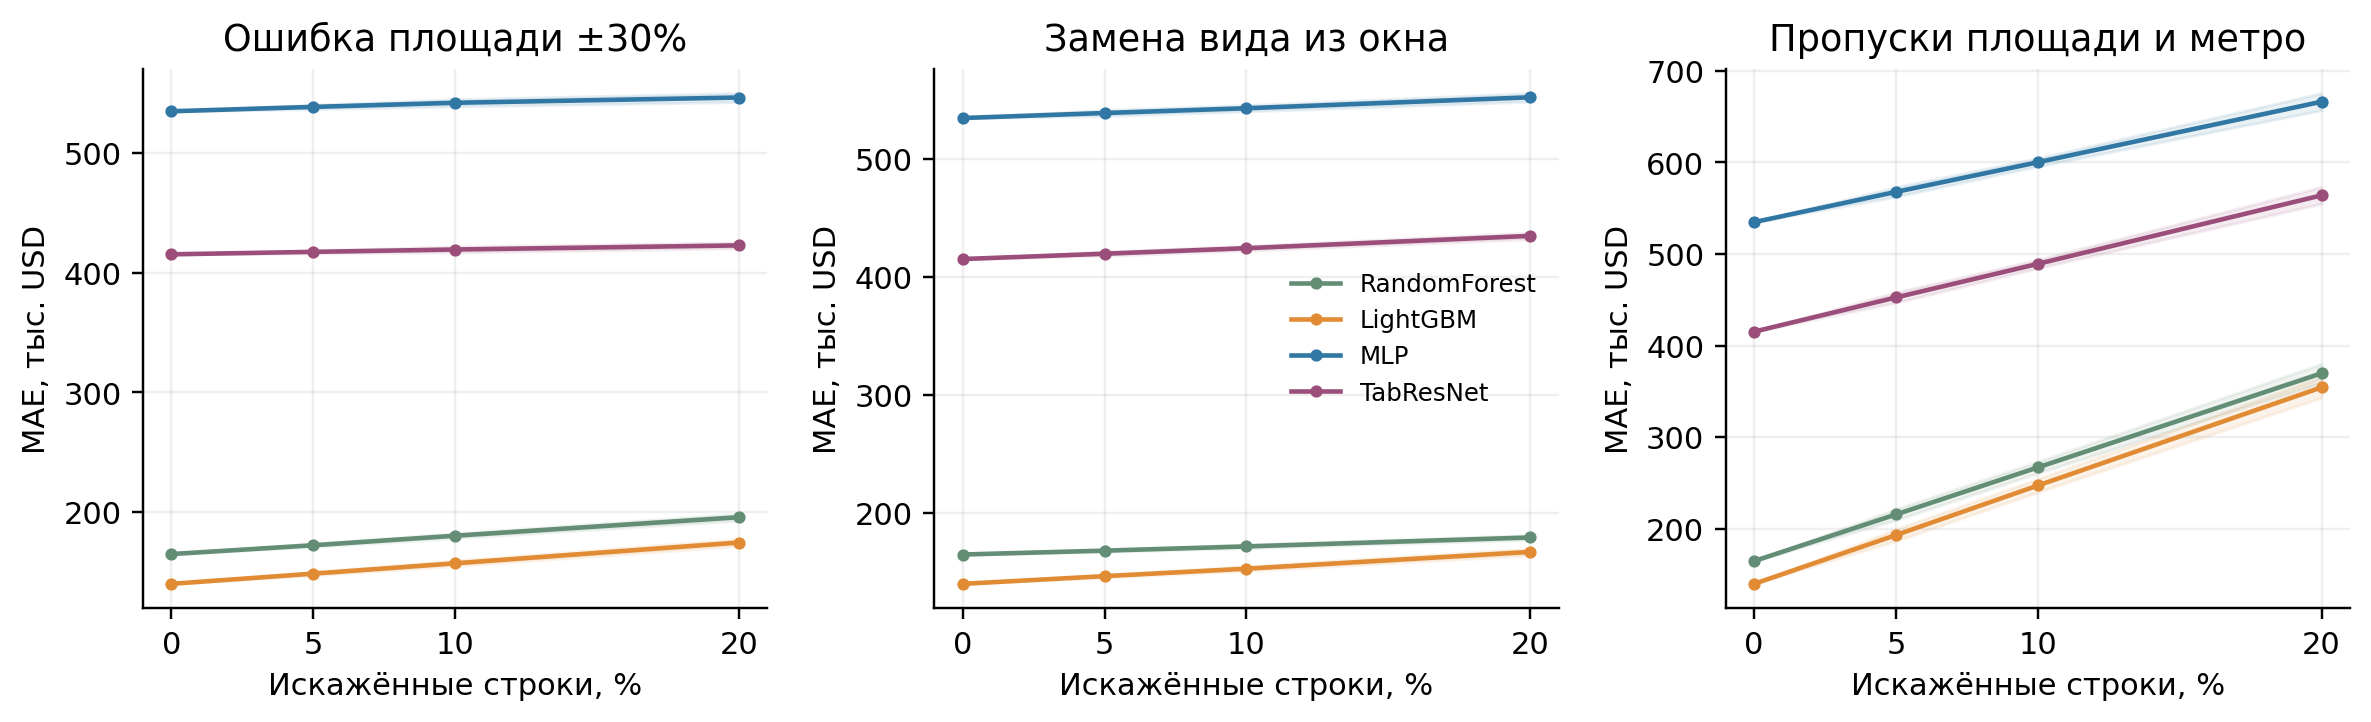 Ошибка площади ±30%
MAE, тыс. USD
500
400
300
200
0 5 10 20
Искажённые строки, %
Замена вида из окна
MAE, тыс. USD
500
400
300
200
RandomForest
LightGBM
MLP
TabResNet
0 5 10 20
Искажённые строки, %
Пропуски площади и метро
MAE, тыс. USD
700
600
500
400
300
200
0 5 10 20
Искажённые строки, %